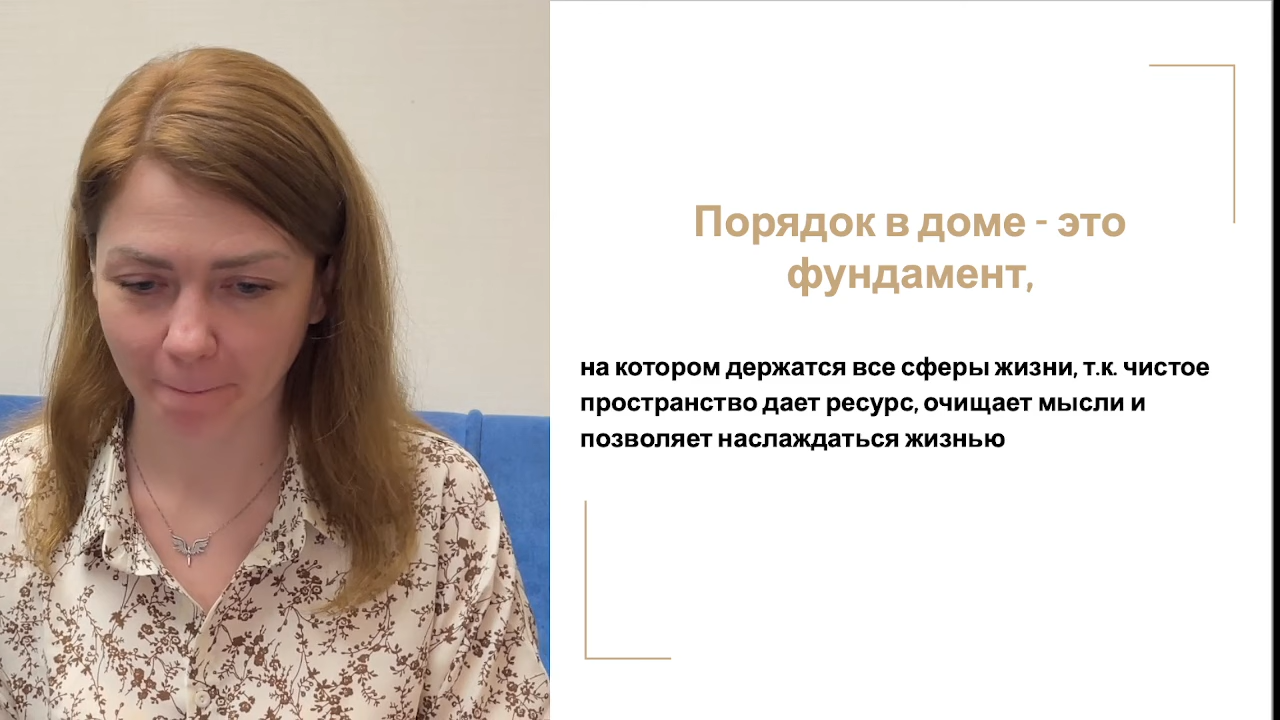 Порядок в доме - это
фундамент,
на котором держатся все сферы жизни, т.к. чистое
пространство дает ресурс, очищает мысли и
позволяет наслаждаться жизнью